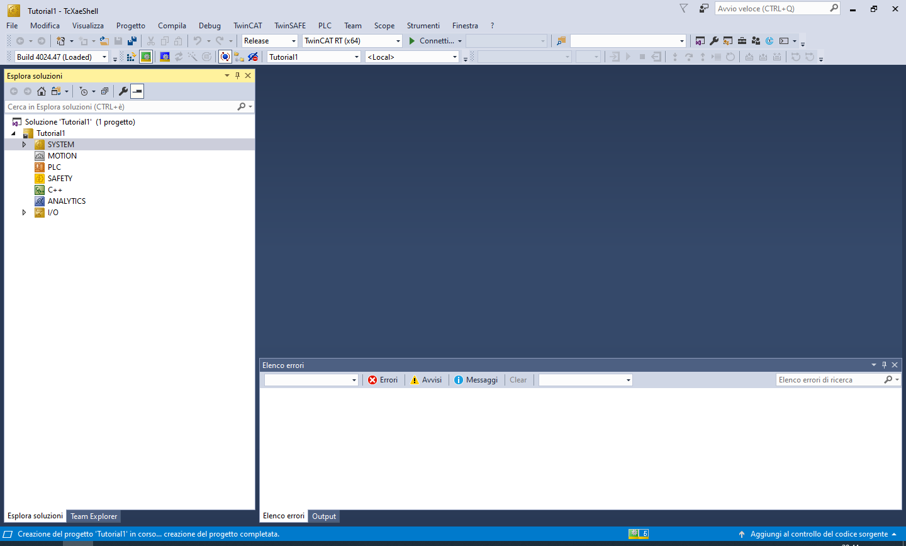 Tutorial1 - TcXaeShell
Avvio veloce (CTRL+Q)
File Modifica Visualizza Progetto Compila Debug TwinCAT TwinSAFE PLC Team Scope Strumenti Finestra ?
Release TwinCAT RT (x64) Connetti...
Build 4024.47 (Loaded) Tutorial1 <Local>
Esplora soluzioni
Cerca in Esplora soluzioni (CTRL+è)
Soluzione 'Tutorial1' (1 progetto)
Tutorial1
SYSTEM
MOTION
PLC
SAFETY
C++
ANALYTICS
I/O
Elenco errori
Errori Avvisi Messaggi Clear Elenco errori di ricerca
Esplora soluzioni Team Explorer
Elenco errori Output
Creazione del progetto 'Tutorial1' in corso... creazione del progetto completata.
Aggiungi al controllo del codice sorgente